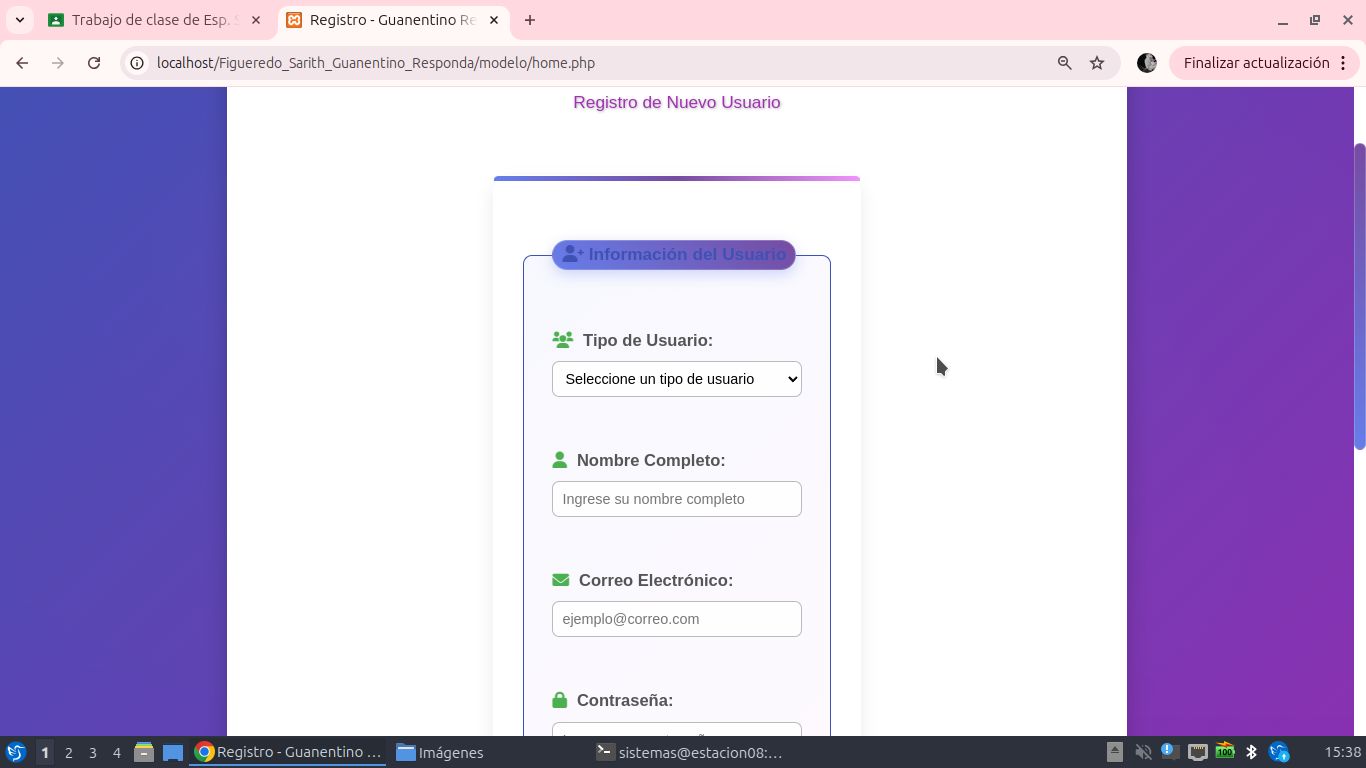 Trabajo de clase de Esp. S
Registro - Guanentino Re
localhost/Figueredo_Sarith_Guanentino_Responda/modelo/home.php
Finalizar actualización
Registro de Nuevo Usuario
Información del Usuario
Tipo de Usuario:
Seleccione un tipo de usuario
Nombre Completo:
Ingrese su nombre completo
Correo Electrónico:
ejemplo@correo.com
Contraseña:
1 2 3 4 Registro - Guanentino ... Imágenes sistemas@estacion08:... 100 15:38